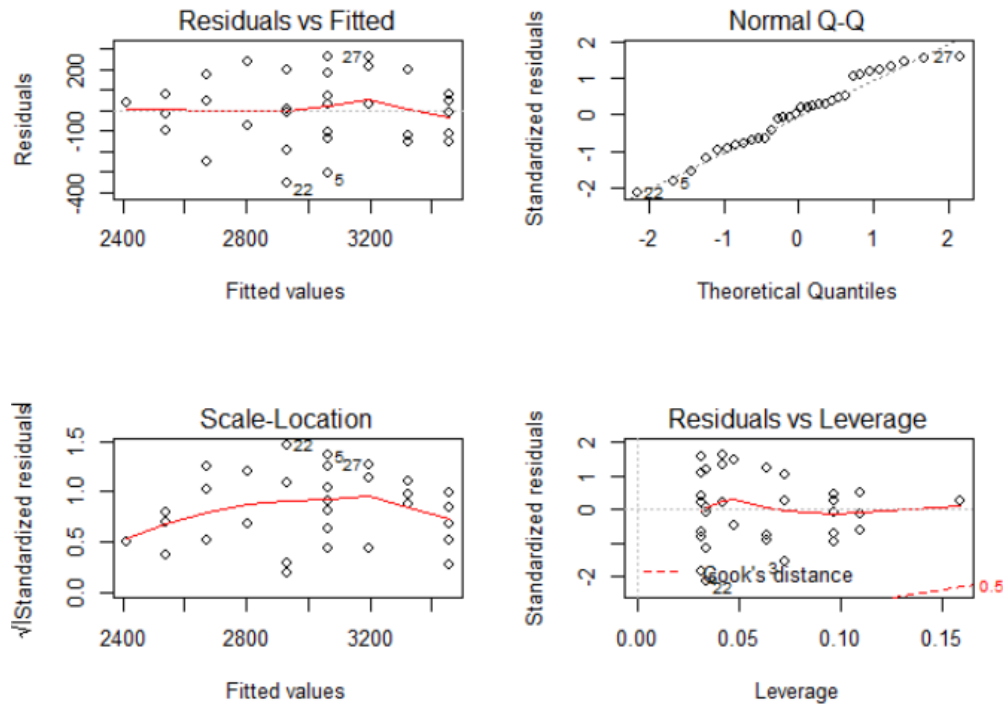 Residuals vs Fitted
Residuals
200
-100
-400
27
22
5
2400 2800 3200
Fitted values
Normal Q-Q
Standardized residuals
2
1
0
-1
-2
27
5
22
-2 -1 0 1 2
Theoretical Quantiles
Scale-Location
√|Standardized residuals|
1.5
1.0
0.5
0.0
22
5
27
2400 2800 3200
Fitted values
Residuals vs Leverage
Standardized residuals
2
1
0
-2
Cook's distance
3
22
0.5
0.00 0.05 0.10 0.15
Leverage